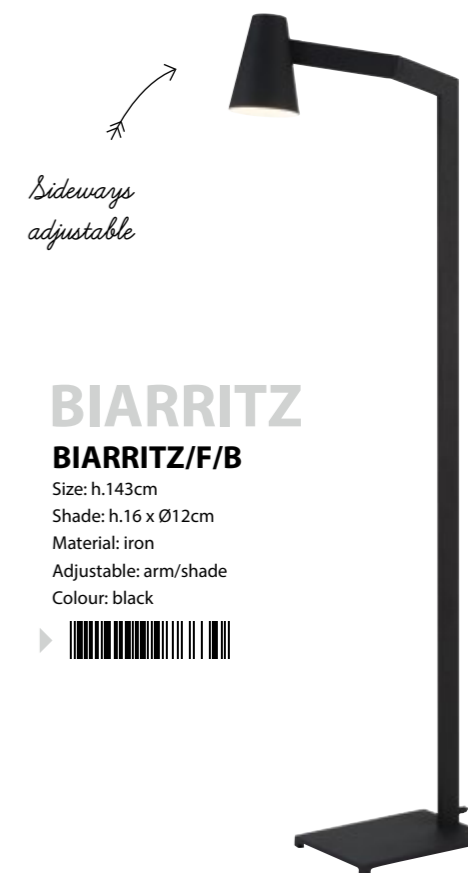 Sideways
adjustable
BIARRITZ
BIARRITZ/F/B
Size: h.143cm
Shade: h.16 x Ø12cm
Material: iron
Adjustable: arm/shade
Colour: black